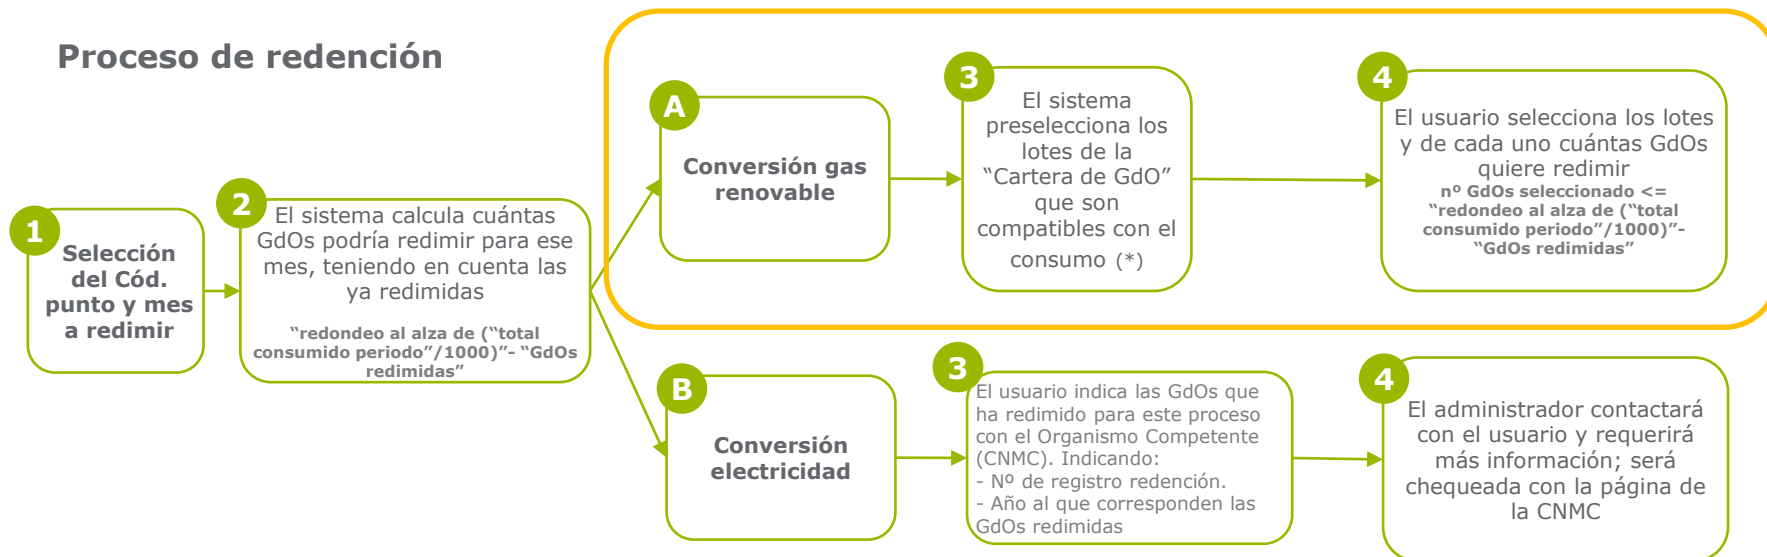 Proceso de redención
1
Selección
del Cód.
punto y mes
a redimir
2
El sistema calcula cuántas
GdOs podría redimir para ese
mes, teniendo en cuenta las
ya redimidas
“redondeo al alza de (“total
consumido periodo”/1000)”- “GdOs
redimidas”
A
Conversión gas
renovable
3
El sistema
preselecciona los
lotes de la
“Cartera de GdO”
que son
compatibles con el
consumo (*)
4
El usuario selecciona los lotes
y de cada uno cuántas GdOs
quiere redimir
nº GdOs seleccionado <=
“redondeo al alza de (“total
consumido periodo”/1000)”-
“GdOs redimidas”
B
Conversión
electricidad
3
El usuario indica las GdOs que
ha redimido para este proceso
con el Organismo Competente
(CNMC). Indicando:
- Nº de registro redención.
- Año al que corresponden las
GdOs redimidas
4
El administrador contactará
con el usuario y requerirá
más información; será
chequeada con la página de
la CNMC